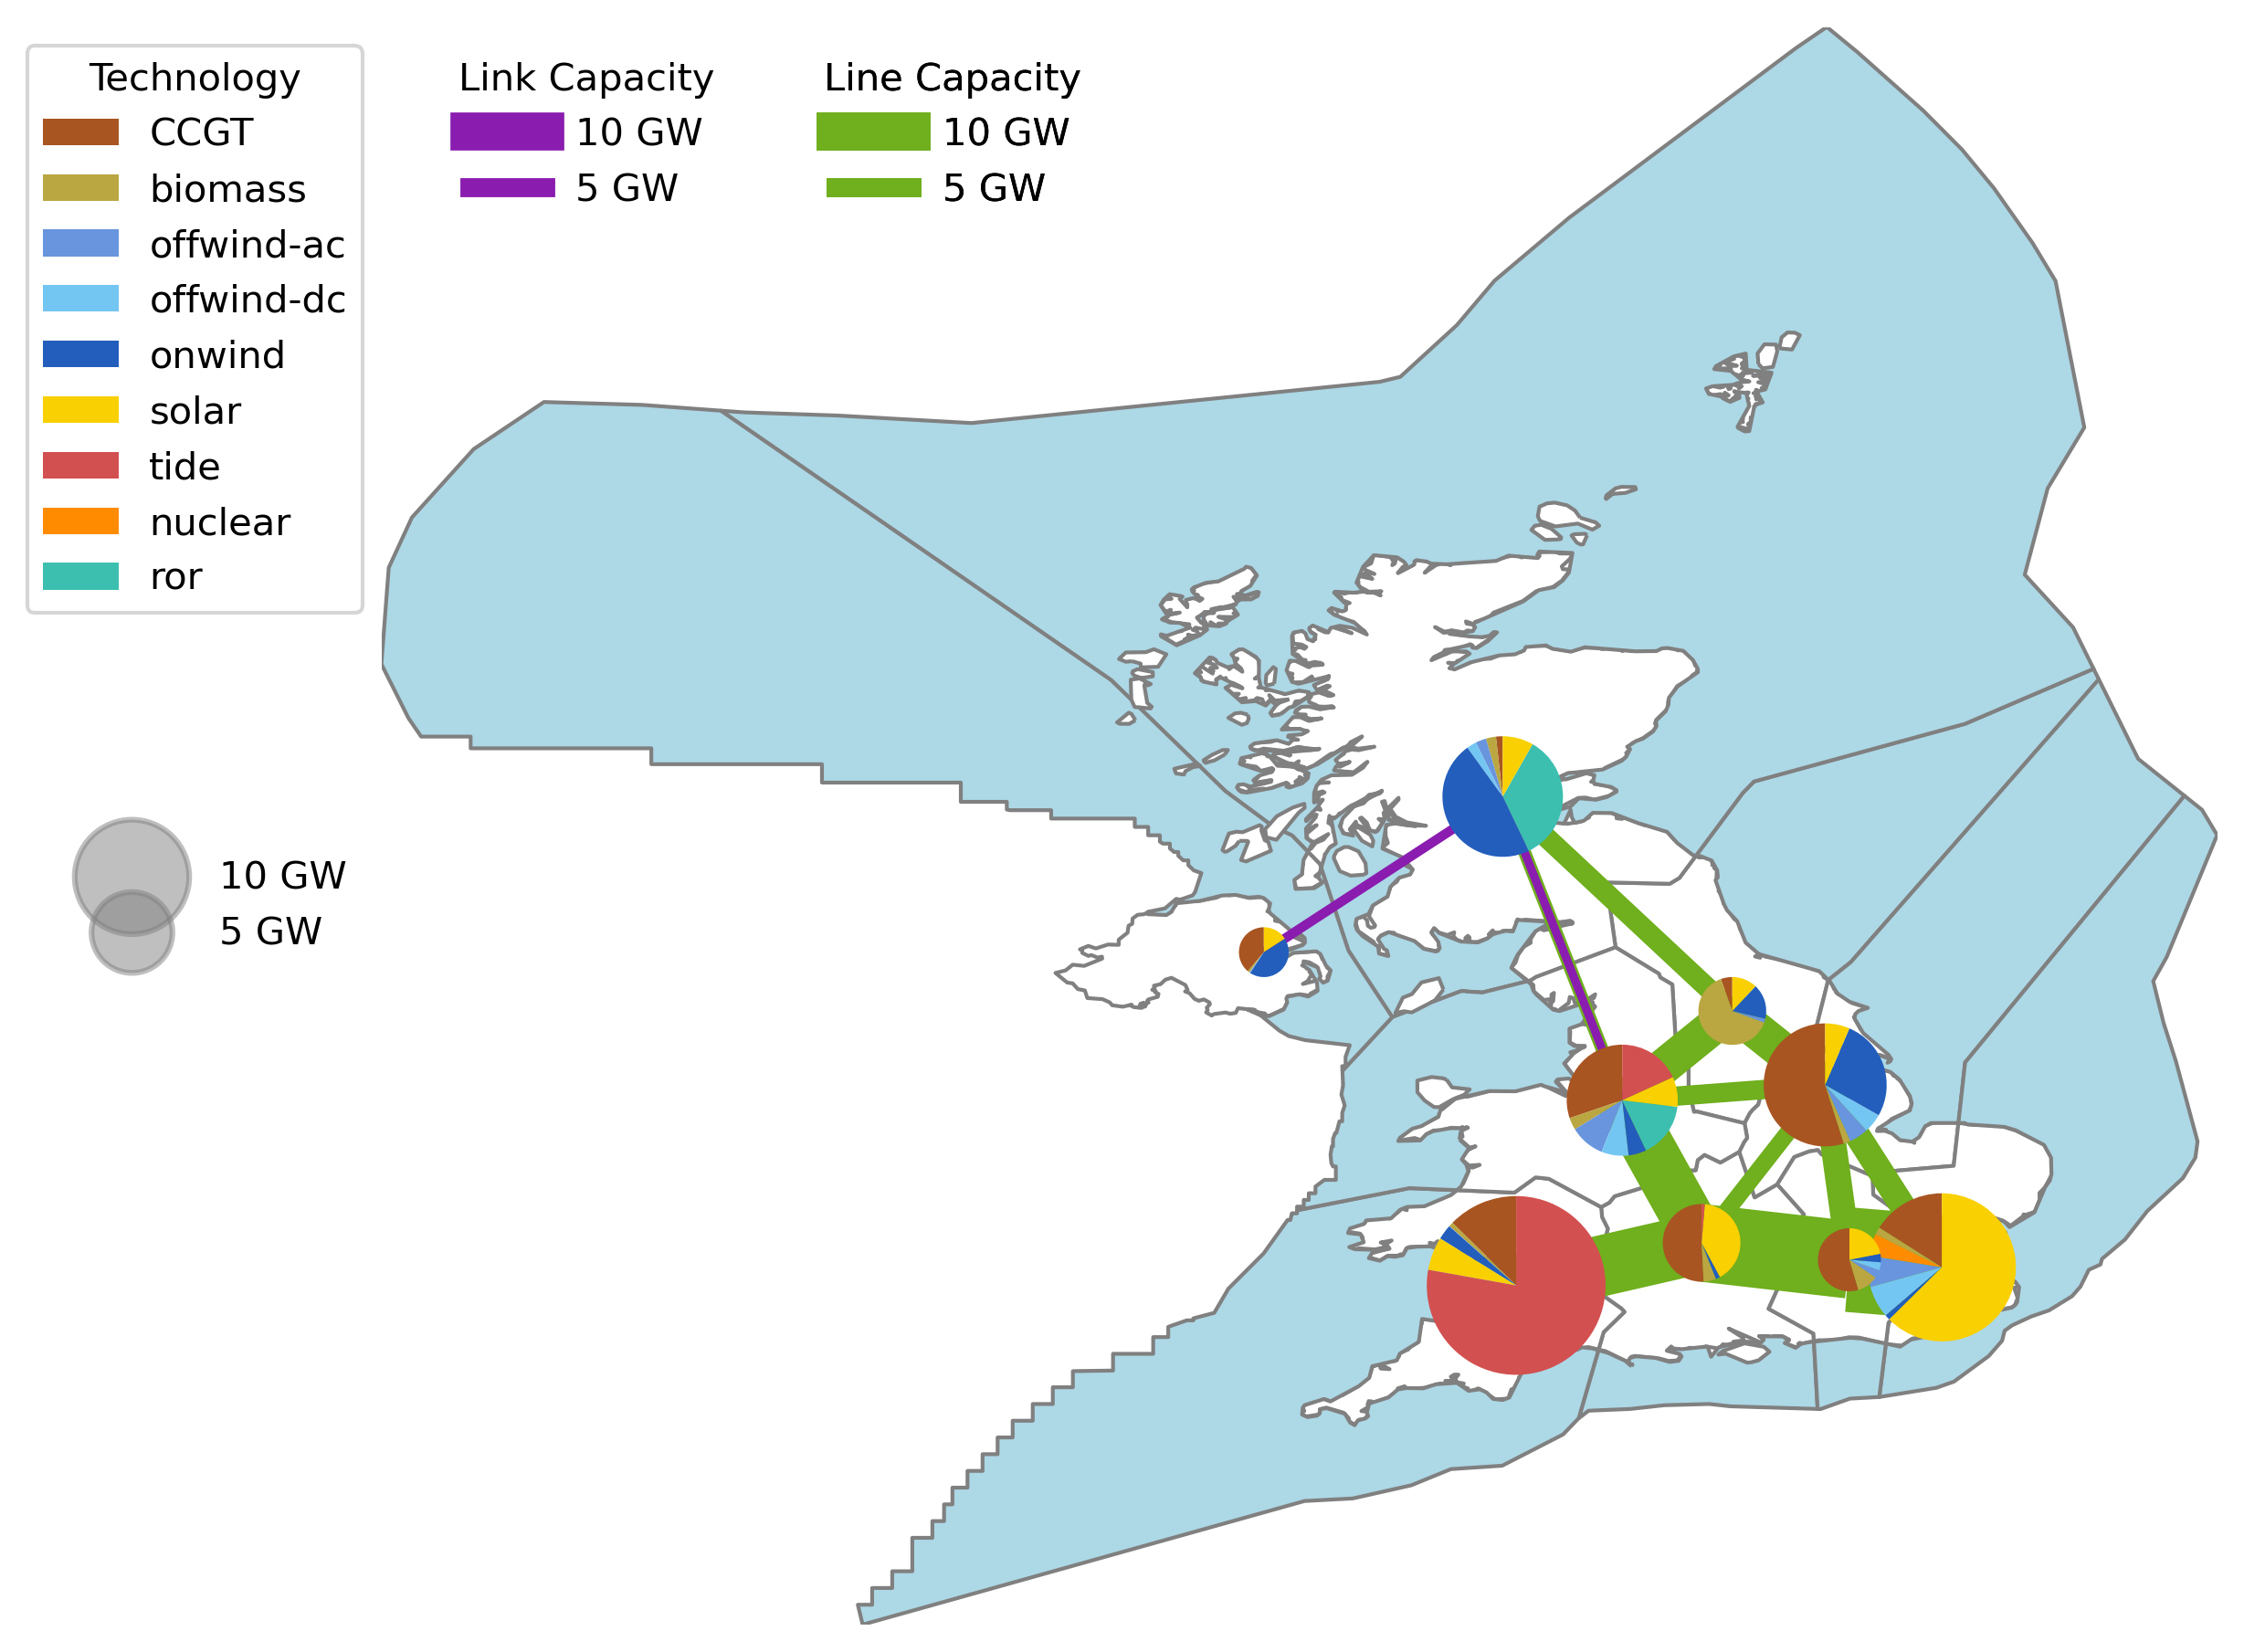 Technology
CCGT
biomass
offwind-ac
offwind-dc
onwind
solar
tide
nuclear
ror
Link Capacity
10 GW
5 GW
Line Capacity
10 GW
5 GW
10 GW
5 GW